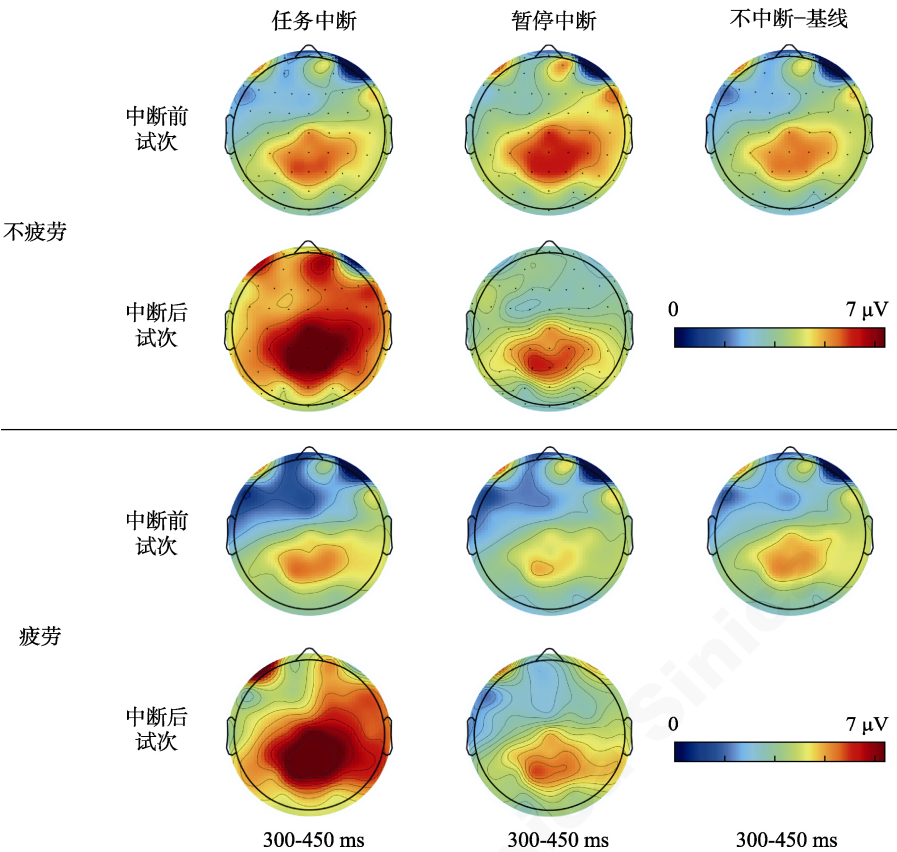 任务中断 暂停中断 不中断–基线
中断前
试次
不疲劳
中断后
试次
0 7 μV
中断前
试次
疲劳
中断后
试次
0 7 μV
300-450 ms 300-450 ms 300-450 ms
Sinic